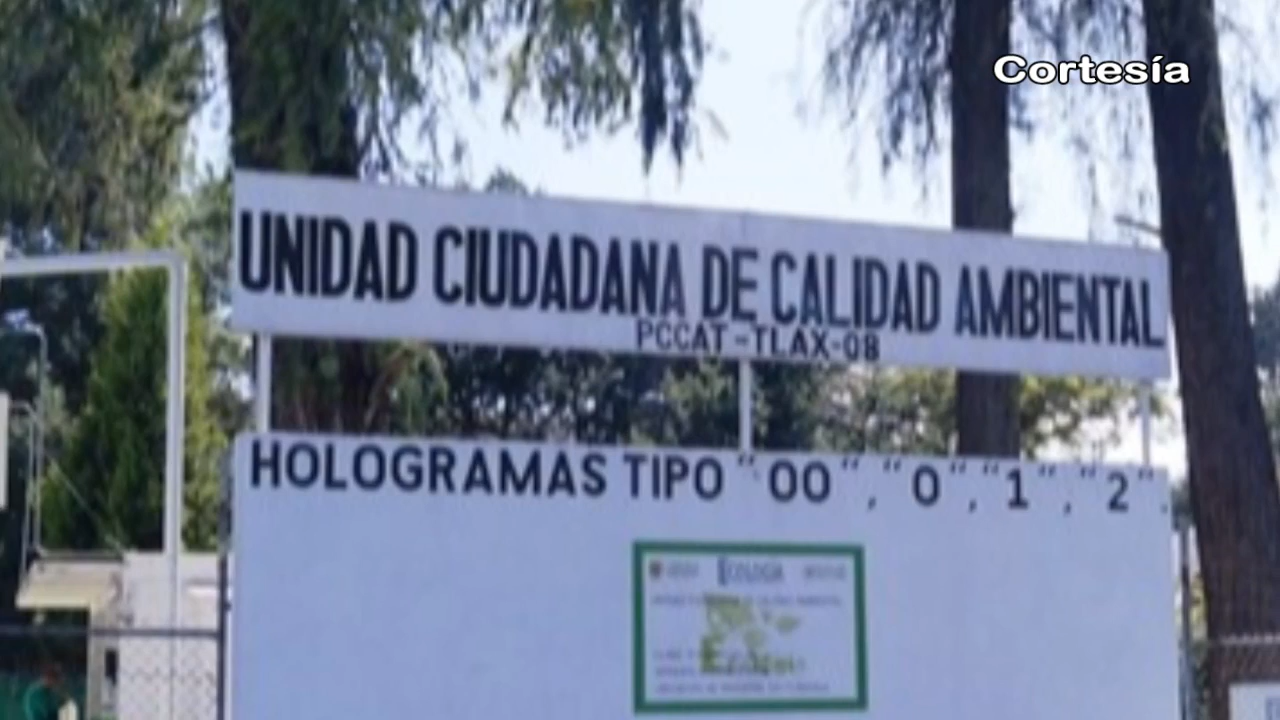 Cortesía
UNIDAD CIUDADANA DE CALIDAD AMBIENTAL
PCCAT-TLAX-08
HOLOGRAMAS TIPO "00", "0", "1", "2".
ECOLOGÍA